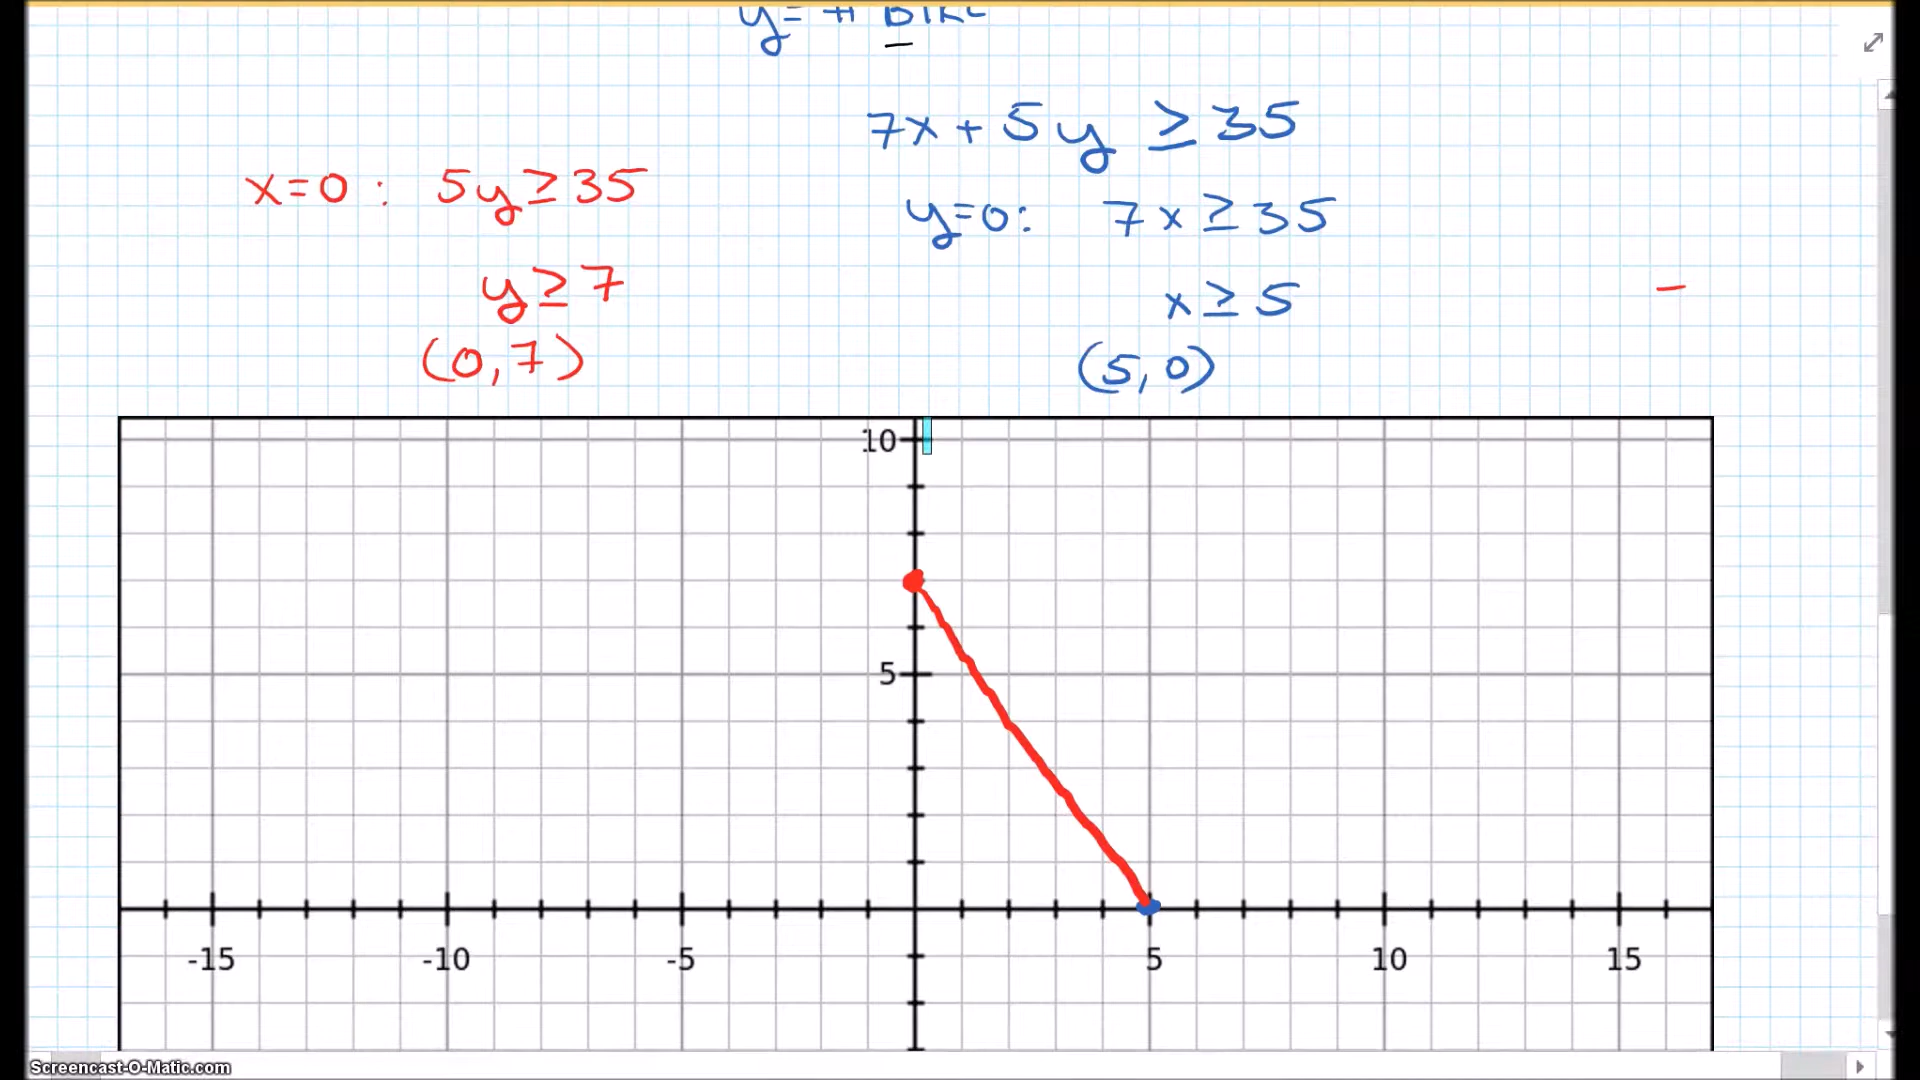 y= # BIKE
7x + 5y ≥ 35
x=0 : 5y ≥ 35
y=0: 7x ≥ 35
y ≥ 7
x ≥ 5
(0, 7)
(5, 0)
10
5
-15 -10 -5 5 10 15
Screencast-O-Matic.com